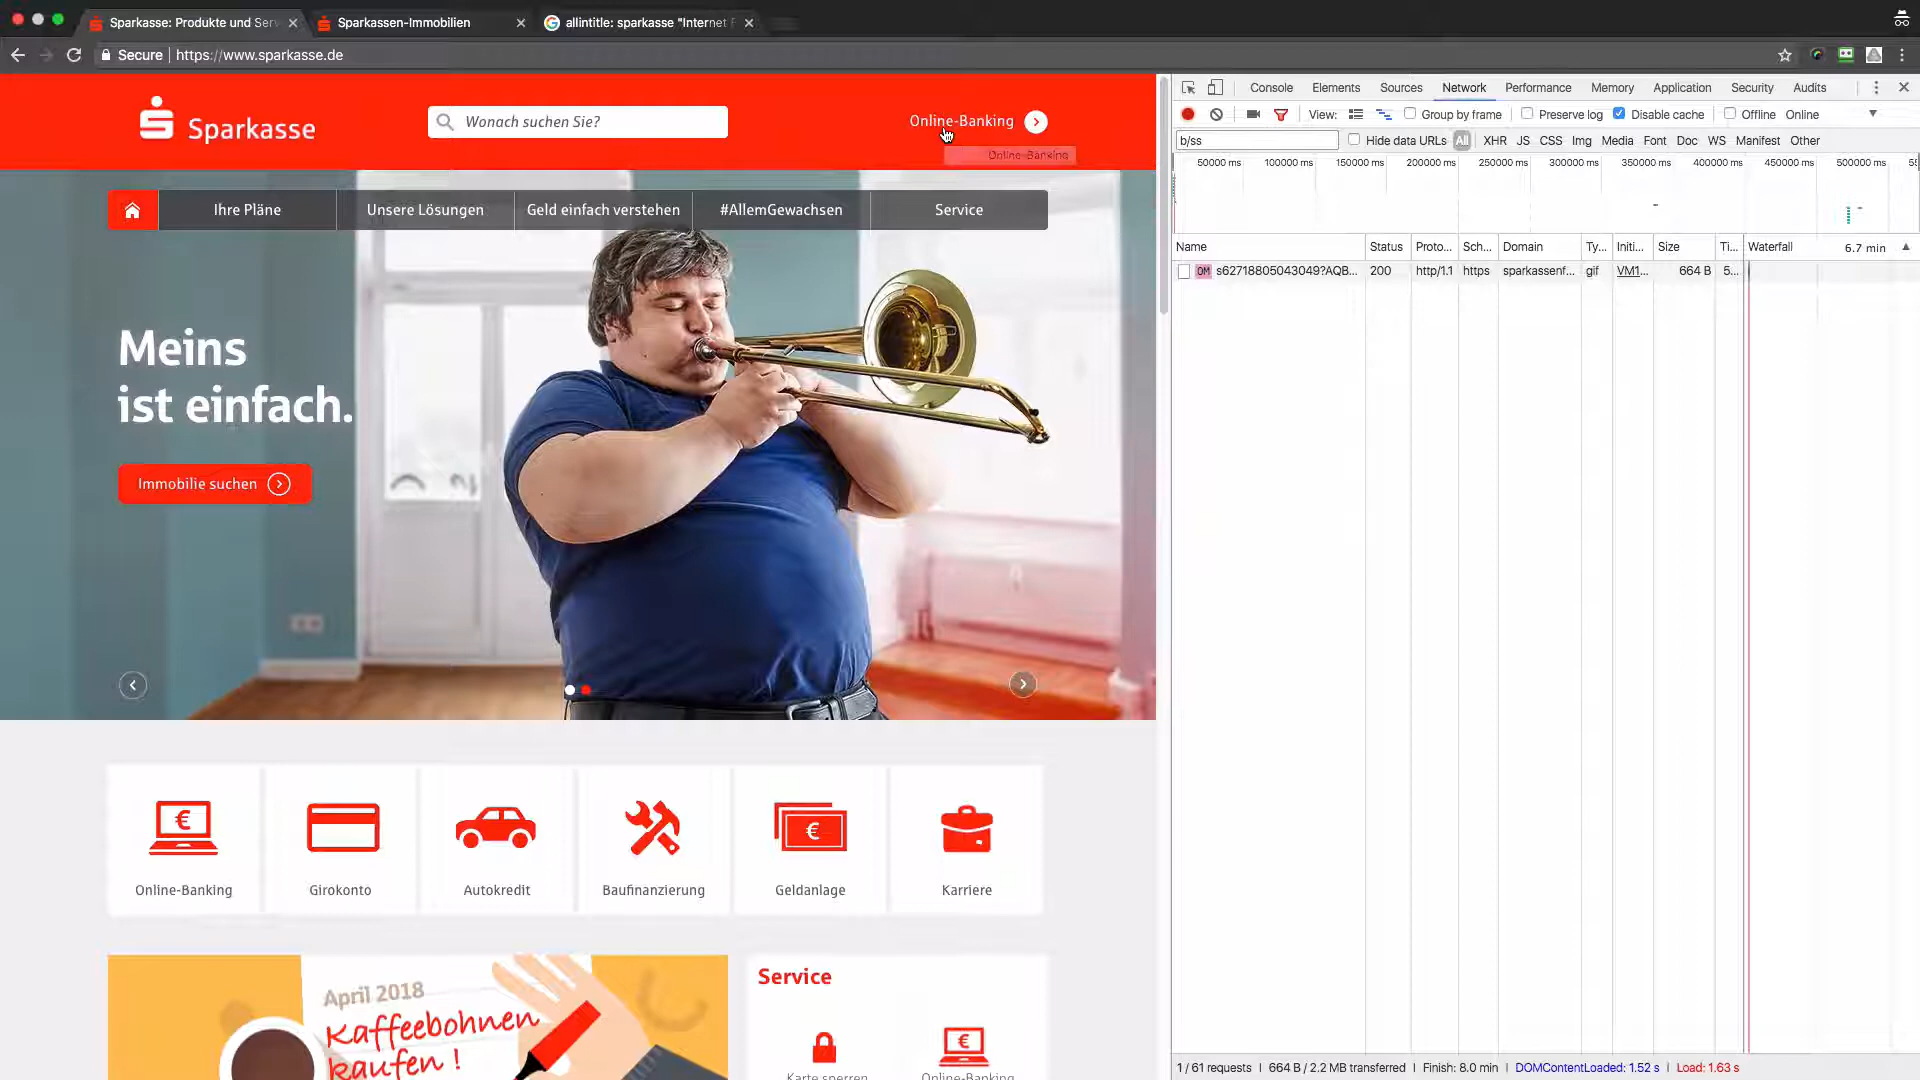 Sparkasse: Produkte und Serv
Sparkassen-Immobilien
allintitle: sparkasse "Internet F
Secure
https://www.sparkasse.de
Sparkasse
Wonach suchen Sie?
Online-Banking
Online-Banking
Ihre Pläne
Unsere Lösungen
Geld einfach verstehen
#AllemGewachsen
Service
Meins
ist einfach.
Immobilie suchen
Online-Banking
Girokonto
Autokredit
Baufinanzierung
Geldanlage
Karriere
April 2018
Kaffeebohnen
kaufen!
Service
Karte sperren
Online-Banking
Console Elements Sources Network Performance Memory Application Security Audits
View: Group by frame Preserve log Disable cache Offline Online
b/ss Hide data URLs All XHR JS CSS Img Media Font Doc WS Manifest Other
50000 ms 100000 ms 150000 ms 200000 ms 250000 ms 300000 ms 350000 ms 400000 ms 450000 ms 500000 ms 55
Name Status Proto... Sch... Domain Ty... Initi... Size Ti... Waterfall 6.7 min
OM s62718805043049?AQB... 200 http/1.1 https sparkassenf... gif VM1... 664 B 5...
1 / 61 requests | 664 B / 2.2 MB transferred | Finish: 8.0 min | DOMContentLoaded: 1.52 s | Load: 1.63 s